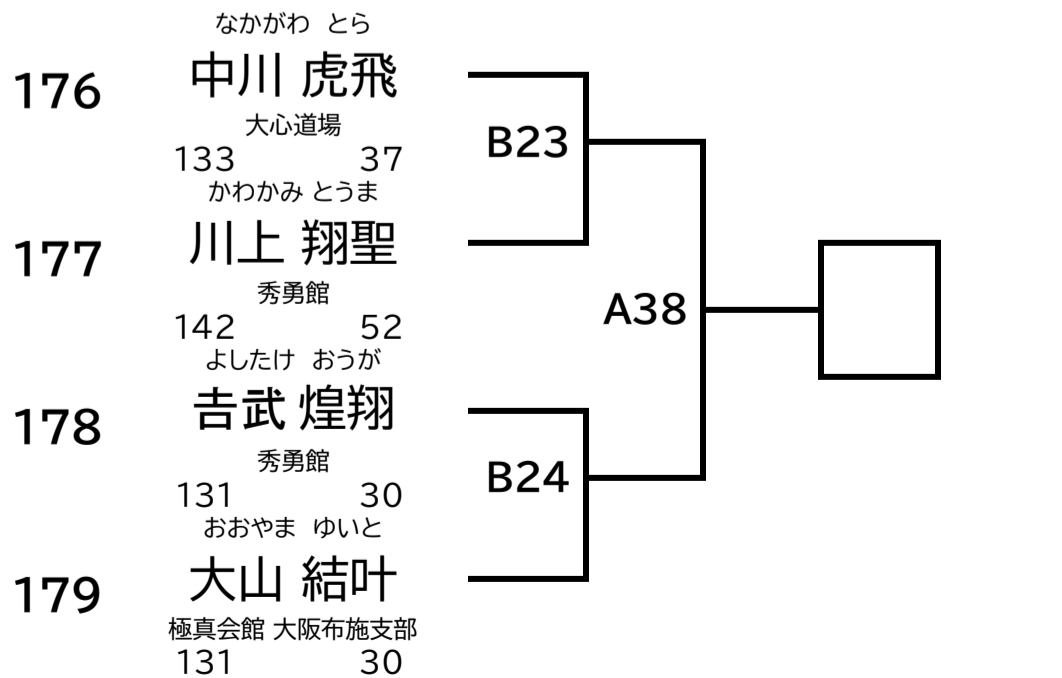 なかがわ とら
176 中川 虎飛
大心道場
133 37
かわかみ とうま
177 川上 翔聖
秀勇館
142 52
よしたけ おうが
178 𠮷武 煌翔
秀勇館
131 30
おおやま ゆいと
179 大山 結叶
極真会館 大阪布施支部
131 30
B23
A38
B24